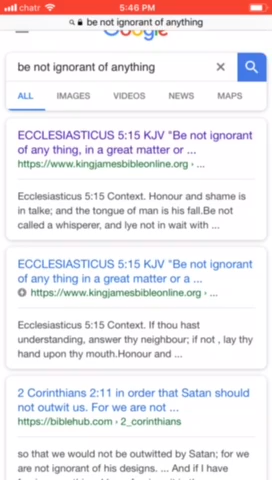 chatr 5:46 PM
be not ignorant of anything
Google
be not ignorant of anything
ALL IMAGES VIDEOS NEWS MAPS
ECCLESIASTICUS 5:15 KJV "Be not ignorant
of any thing, in a great matter or ...
https://www.kingjamesbibleonline.org › ...
Ecclesiasticus 5:15 Context. Honour and shame is
in talke; and the tongue of man is his fall.Be not
called a whisperer, and lye not in wait with ...
ECCLESIASTICUS 5:15 KJV "Be not ignorant
of any thing in a great matter or a ...
https://www.kingjamesbibleonline.org › ...
Ecclesiasticus 5:15 Context. If thou hast
understanding, answer thy neighbour; if not , lay thy
hand upon thy mouth.Honour and ...
2 Corinthians 2:11 in order that Satan should
not outwit us. For we are not ...
https://biblehub.com › 2_corinthians
so that we would not be outwitted by Satan; for we
are not ignorant of his designs. ... And if I have